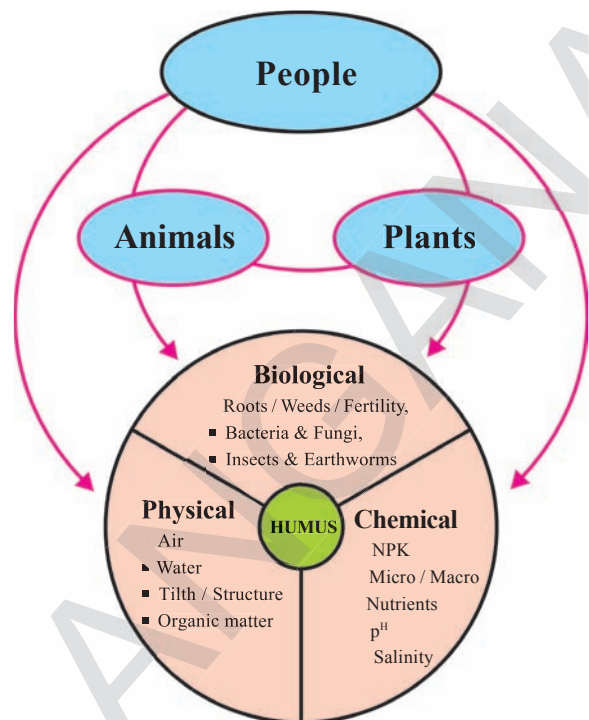 People
Animals
Plants
Biological
Roots / Weeds / Fertility,
▪ Bacteria & Fungi,
▪ Insects & Earthworms
Physical
Air
▪ Water
▪ Tilth / Structure
▪ Organic matter
HUMUS
Chemical
NPK
Micro / Macro
Nutrients
pᴴ
Salinity